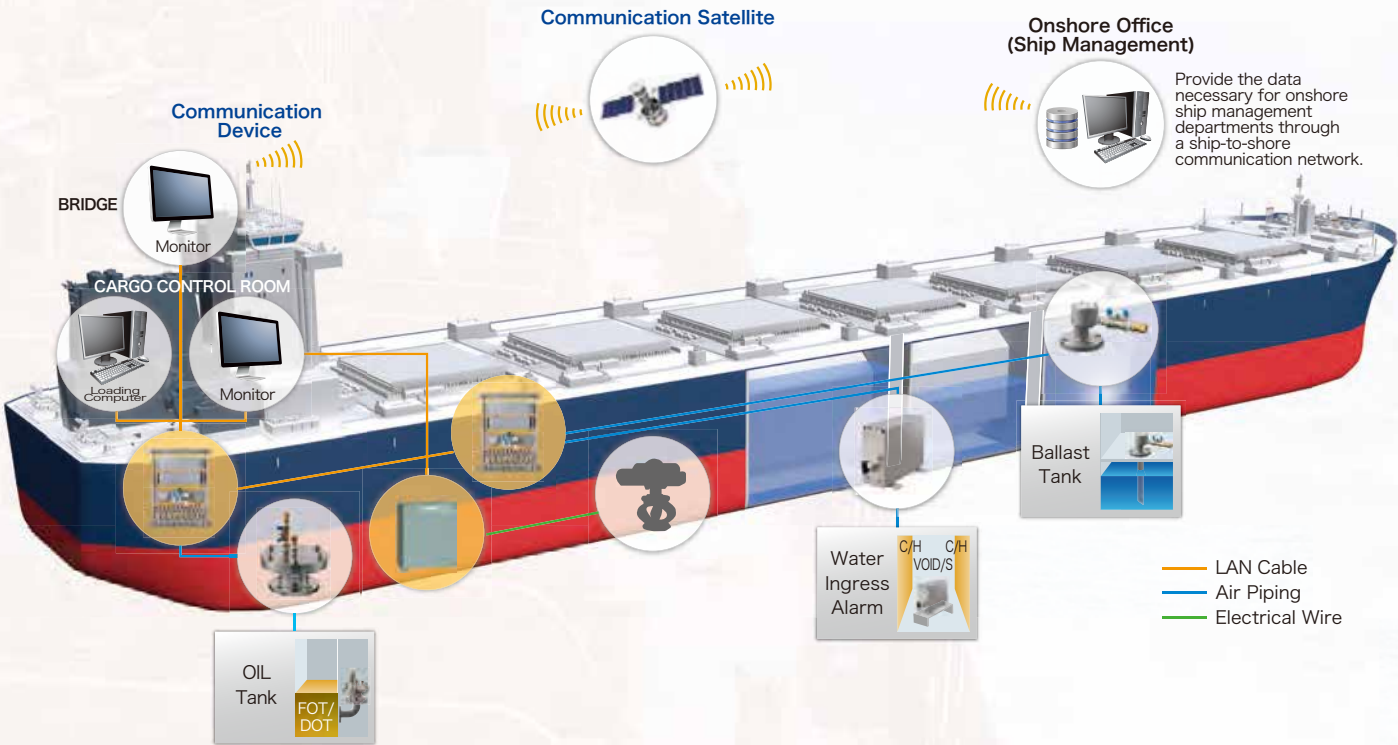 Communication Satellite
Onshore Office
(Ship Management)
Provide the data
necessary for onshore
ship management
departments through
a ship-to-shore
communication network.
Communication
Device
BRIDGE
Monitor
CARGO CONTROL ROOM
Loading
Computer
Monitor
Ballast
Tank
Water
Ingress
Alarm
C/H
C/H
VOID/S
LAN Cable
Air Piping
Electrical Wire
OIL
Tank
FOT/
DOT